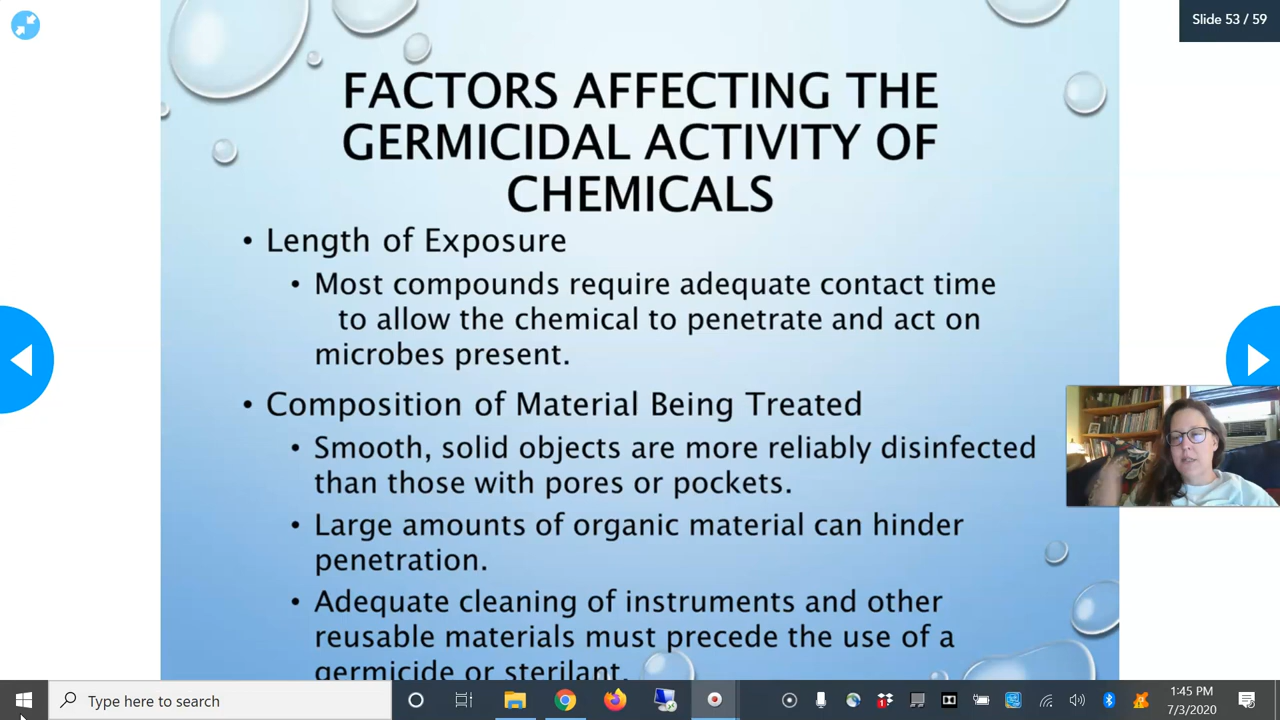 Slide 53 / 59
FACTORS AFFECTING THE
GERMICIDAL ACTIVITY OF
CHEMICALS
• Length of Exposure
• Most compounds require adequate contact time
to allow the chemical to penetrate and act on
microbes present.
• Composition of Material Being Treated
• Smooth, solid objects are more reliably disinfected
than those with pores or pockets.
• Large amounts of organic material can hinder
penetration.
• Adequate cleaning of instruments and other
reusable materials must precede the use of a
germicide or sterilant.
Type here to search
1:45 PM
7/3/2020